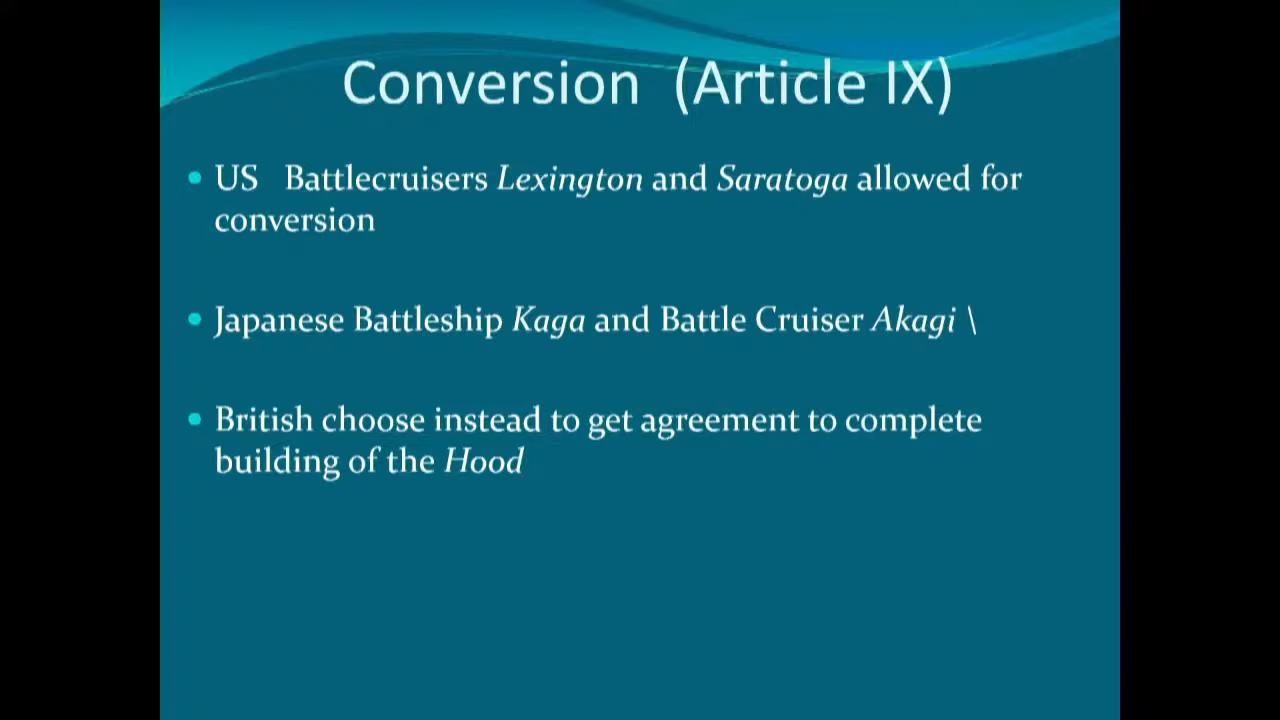 Conversion (Article IX)
• US Battlecruisers Lexington and Saratoga allowed for
conversion
• Japanese Battleship Kaga and Battle Cruiser Akagi \
• British choose instead to get agreement to complete
building of the Hood